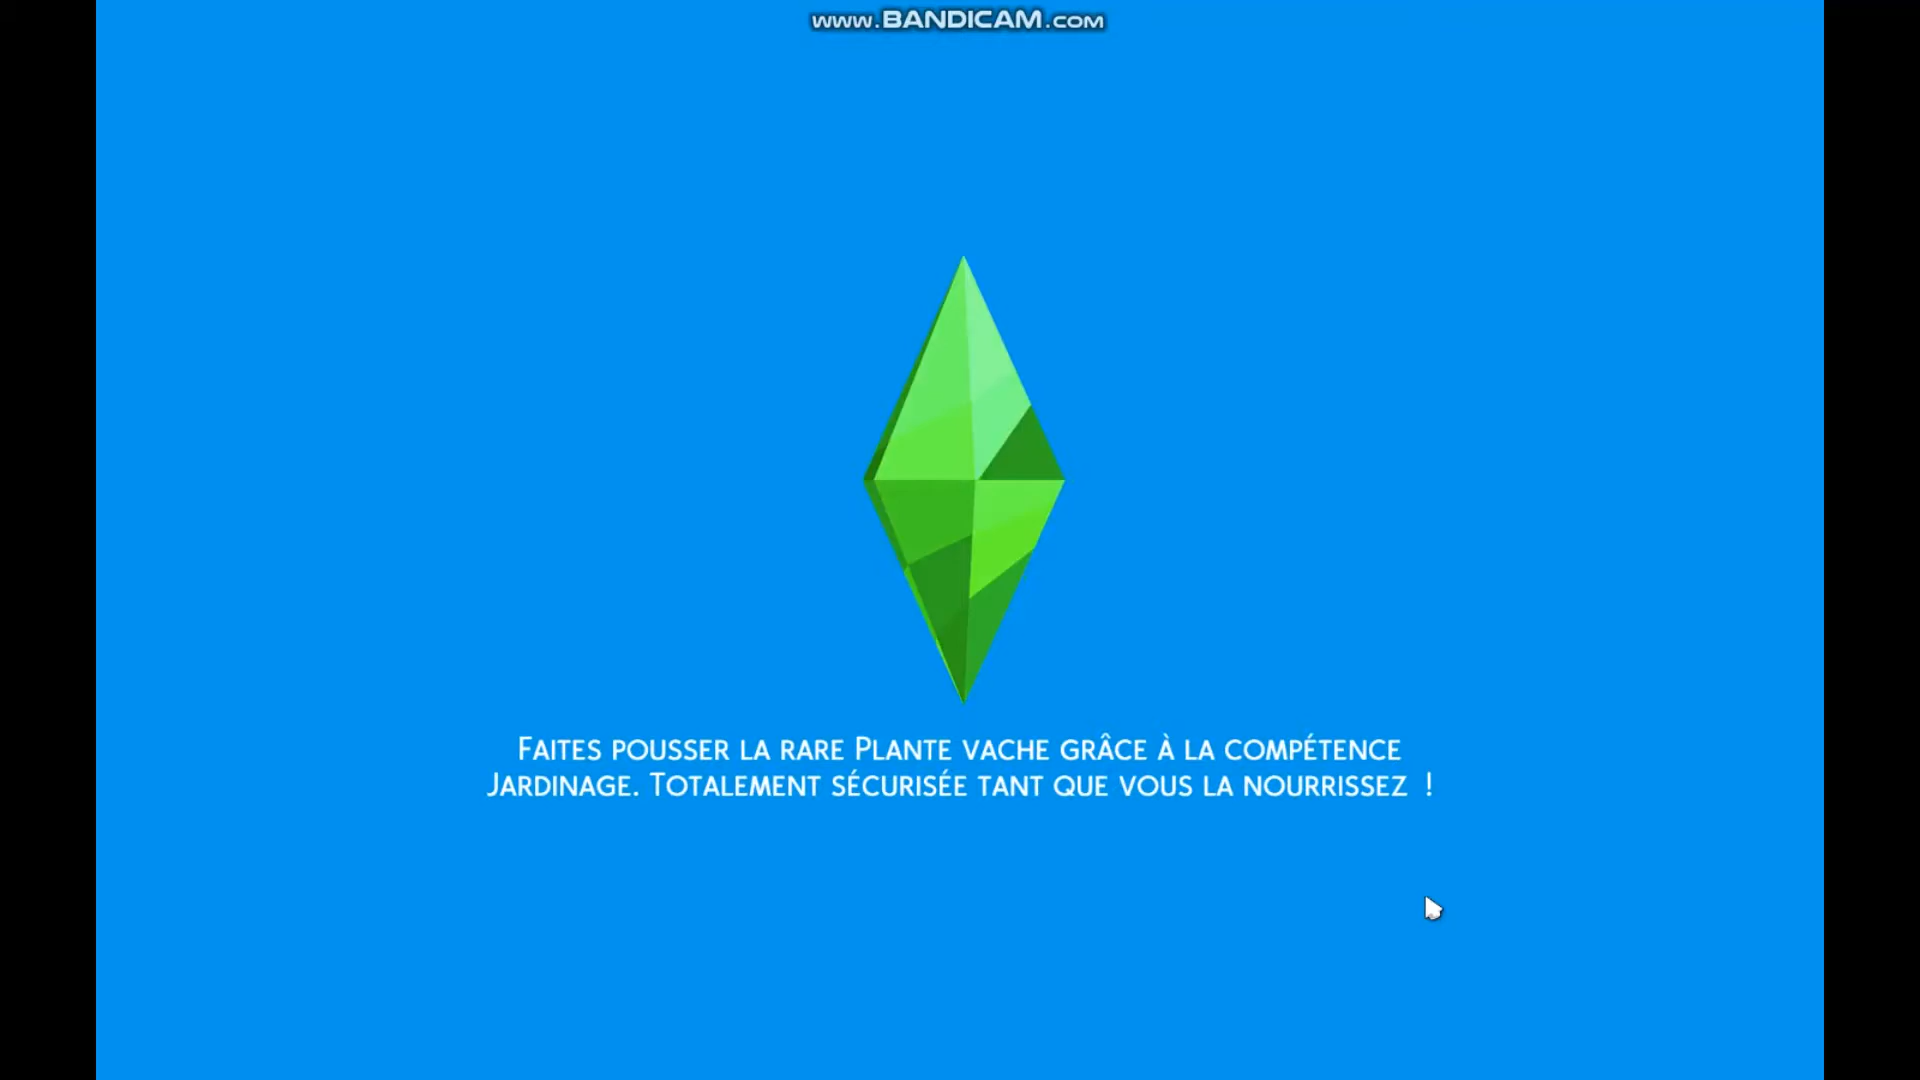 www.BANDICAM.com
Faites pousser la rare Plante vache grâce à la compétence
Jardinage. Totalement sécurisée tant que vous la nourrissez !